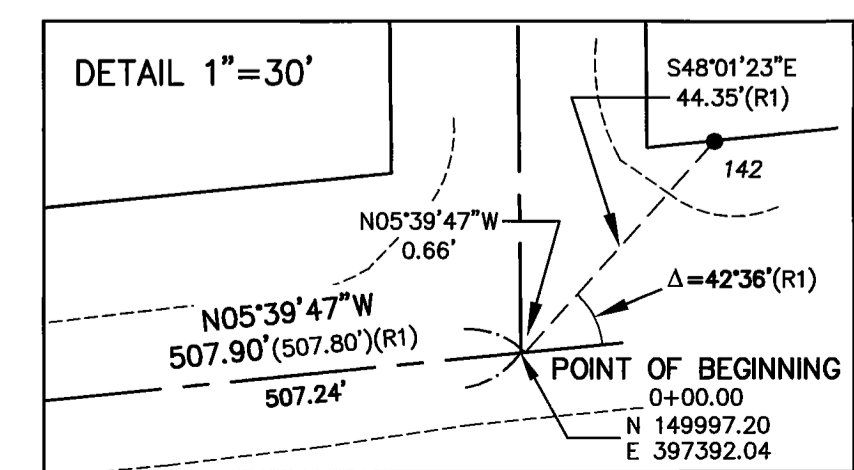 DETAIL 1"=30'
S48°01'23"E
44.35'(R1)
142
N05°39'47"W
0.66'
Δ=42°36'(R1)
N05°39'47"W
507.90'(507.80')(R1)
507.24'
POINT OF BEGINNING
0+00.00
N 149997.20
E 397392.04